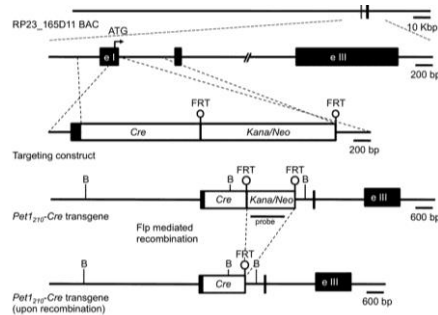 RP23_165D11 BAC
10 Kbp
ATG
e I
e III
200 bp
FRT
FRT
Cre
Kana/Neo
200 bp
Targeting construct
FRT
FRT
B
B
B
Cre
Kana/Neo
e III
Pet1₂₁₀-Cre transgene
probe
600 bp
Flp mediated
recombination
FRT
B
B
B
Cre
e III
Pet1₂₁₀-Cre transgene
(upon recombination)
600 bp